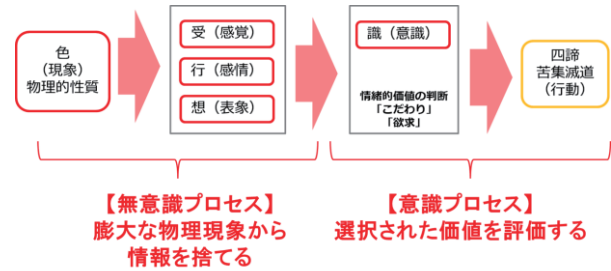 色
(現象)
物理的性質
受(感覚)
行(感情)
想(表象)
識(意識)
情緒的価値の判断
「こだわり」
「欲求」
四諦
苦集滅道
(行動)
【無意識プロセス】
膨大な物理現象から
情報を捨てる
【意識プロセス】
選択された価値を評価する